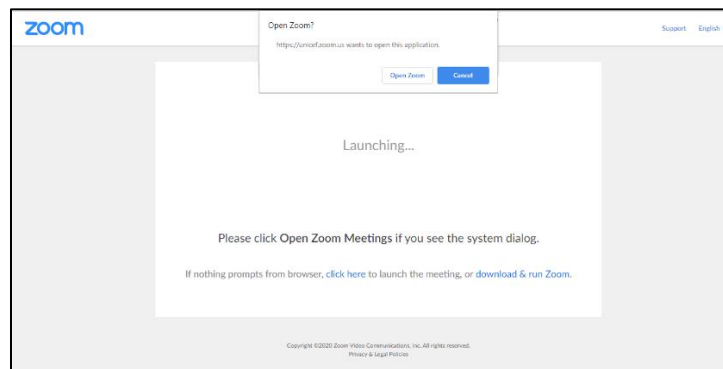 zoom
Support English
Open Zoom?
https://unicef.zoom.us wants to open this application.
Open Zoom Cancel
Launching...
Please click Open Zoom Meetings if you see the system dialog.
If nothing prompts from browser, click here to launch the meeting, or download & run Zoom.
Copyright ©2020 Zoom Video Communications, Inc. All rights reserved.
Privacy & Legal Policies